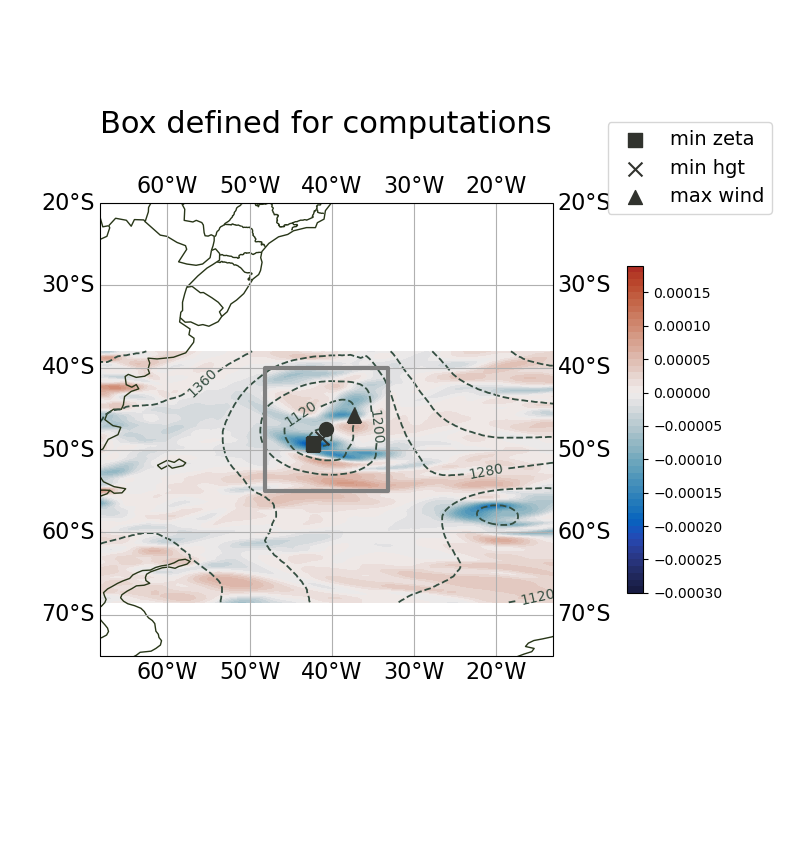 Box defined for computations
min zeta
min hgt
max wind
60°W 50°W 40°W 30°W 20°W
20°S 20°S
30°S 30°S
40°S 40°S
50°S 50°S
60°S 60°S
70°S 70°S
60°W 50°W 40°W 30°W 20°W
1360
1120
1200
1280
1120
0.00015
0.00010
0.00005
0.00000
−0.00005
−0.00010
−0.00015
−0.00020
−0.00025
−0.00030